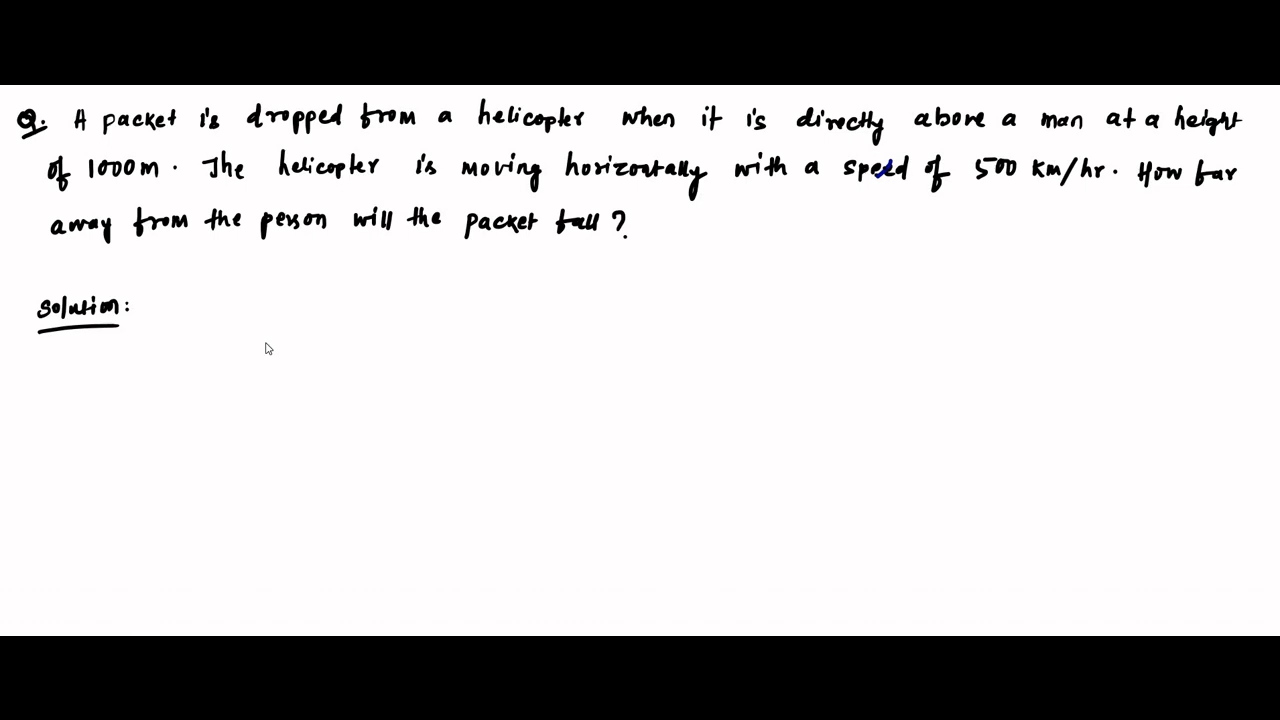 Q. A packet is dropped from a helicopter when it is directly above a man at a height
of 1000m. The helicopter is moving horizontally with a speed of 500 km/hr. How far
away from the person will the packet fall?
Solution: